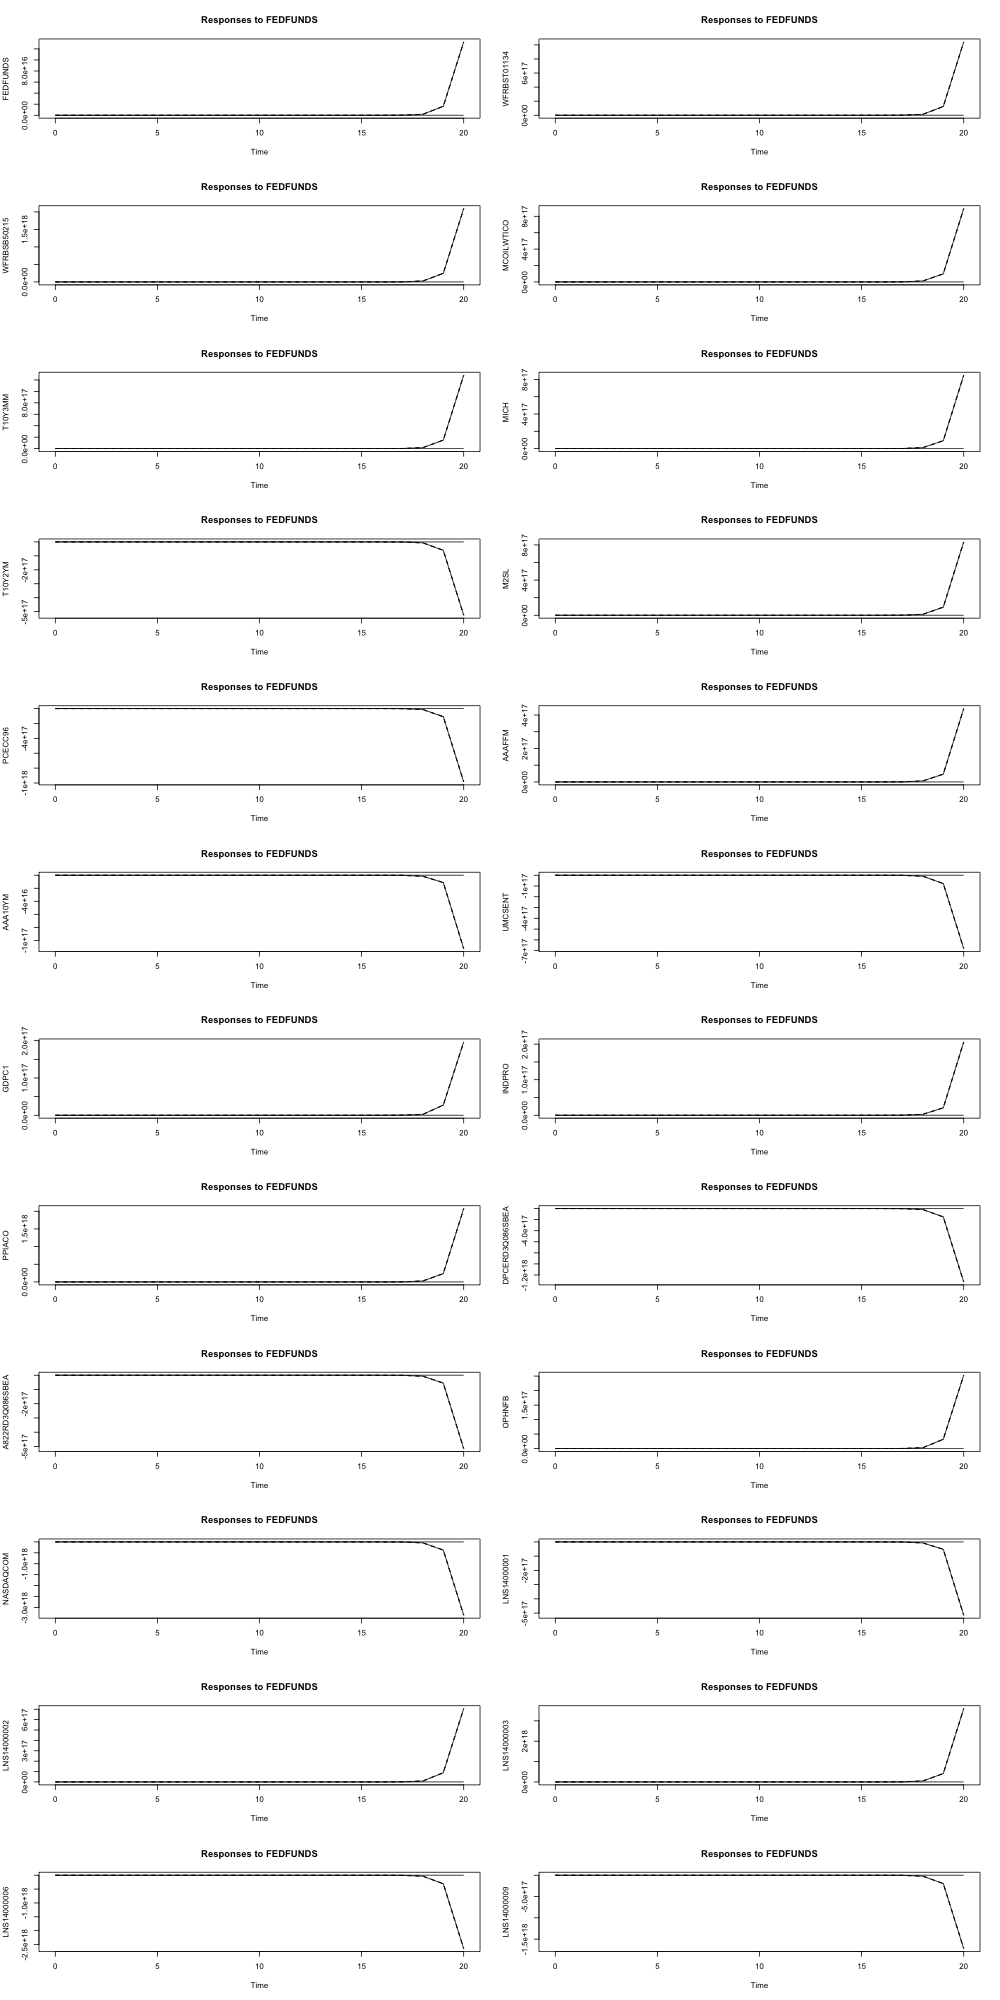 Responses to FEDFUNDS
FEDFUNDS
0.0e+00 8.0e+16
0 5 10 15 20
Time
Responses to FEDFUNDS
WFRBST01134
0e+00 6e+17
0 5 10 15 20
Time
Responses to FEDFUNDS
WFRBSB50215
0.0e+00 1.5e+18
0 5 10 15 20
Time
Responses to FEDFUNDS
MCOILWTICO
0e+00 4e+17 8e+17
0 5 10 15 20
Time
Responses to FEDFUNDS
T10Y3MM
0.0e+00 8.0e+17
0 5 10 15 20
Time
Responses to FEDFUNDS
MICH
0e+00 4e+17 8e+17
0 5 10 15 20
Time
Responses to FEDFUNDS
T10Y2YM
-5e+17 -2e+17
0 5 10 15 20
Time
Responses to FEDFUNDS
M2SL
0e+00 4e+17 8e+17
0 5 10 15 20
Time
Responses to FEDFUNDS
PCECC96
-1e+18 -4e+17
0 5 10 15 20
Time
Responses to FEDFUNDS
AAAFFM
0e+00 2e+17 4e+17
0 5 10 15 20
Time
Responses to FEDFUNDS
AAA10YM
-1e+17 -4e+16
0 5 10 15 20
Time
Responses to FEDFUNDS
UMCSENT
-7e+17 -4e+17 -1e+17
0 5 10 15 20
Time
Responses to FEDFUNDS
GDPC1
0.0e+00 1.0e+17 2.0e+17
0 5 10 15 20
Time
Responses to FEDFUNDS
INDPRO
0.0e+00 1.0e+17 2.0e+17
0 5 10 15 20
Time
Responses to FEDFUNDS
PPIACO
0.0e+00 1.5e+18
0 5 10 15 20
Time
Responses to FEDFUNDS
DPCERD3Q086SBEA
-1.2e+18 -4.0e+17
0 5 10 15 20
Time
Responses to FEDFUNDS
A822RD3Q086SBEA
-5e+17 -2e+17
0 5 10 15 20
Time
Responses to FEDFUNDS
OPHNFB
0.0e+00 1.5e+17
0 5 10 15 20
Time
Responses to FEDFUNDS
NASDAQCOM
-3.0e+18 -1.0e+18
0 5 10 15 20
Time
Responses to FEDFUNDS
LNS14000001
-5e+17 -2e+17
0 5 10 15 20
Time
Responses to FEDFUNDS
LNS14000002
0e+00 3e+17 6e+17
0 5 10 15 20
Time
Responses to FEDFUNDS
LNS14000003
0e+00 2e+18
0 5 10 15 20
Time
Responses to FEDFUNDS
LNS14000006
-2.5e+18 -1.0e+18
0 5 10 15 20
Time
Responses to FEDFUNDS
LNS14000009
-1.5e+18 -5.0e+17
0 5 10 15 20
Time